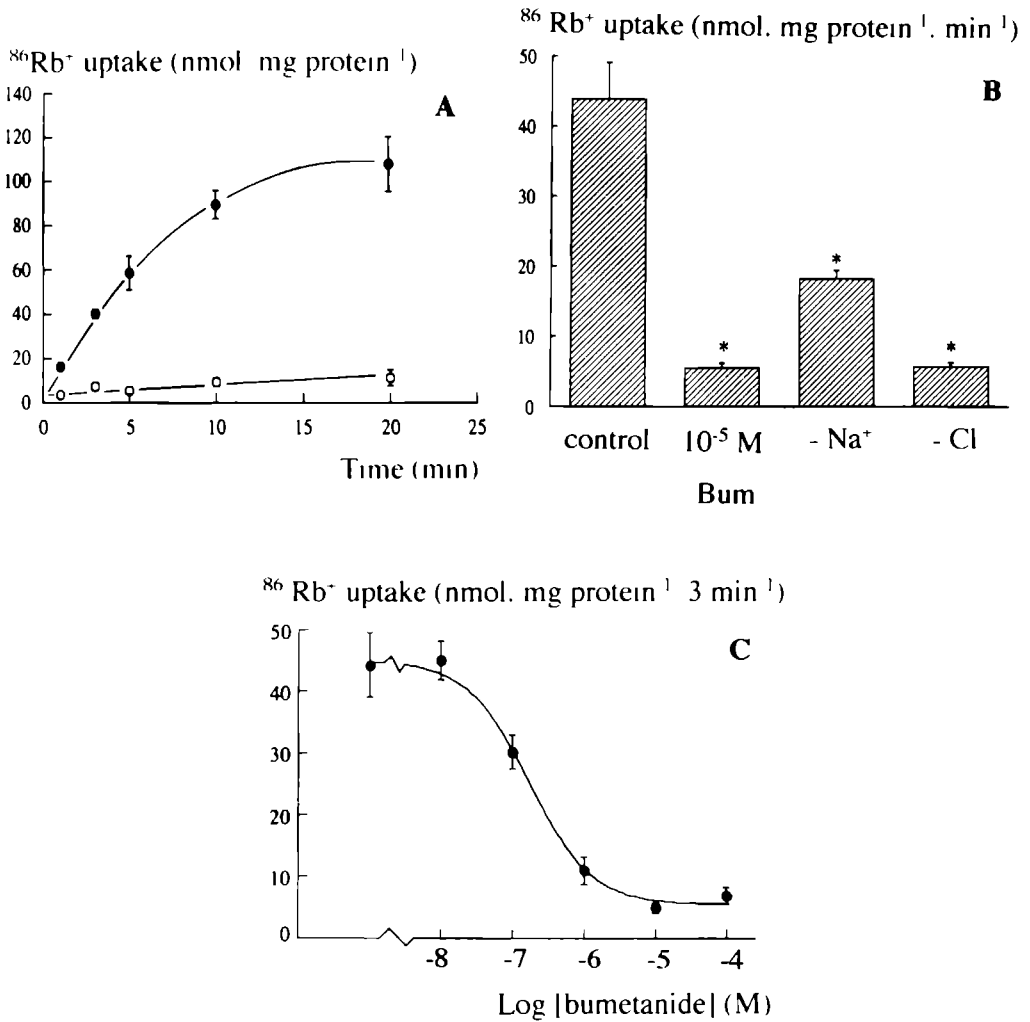 ⁸⁶Rb⁺ uptake (nmol mg protein ¹)
A
140
120
100
80
60
40
20
0
0 5 10 15 20 25
Time (min)
⁸⁶ Rb⁺ uptake (nmol. mg protein ¹. min ¹)
B
50
40
30
20
10
0
* * *
control 10⁻⁵ M - Na⁺ - Cl
Bum
⁸⁶ Rb⁺ uptake (nmol. mg protein ¹ 3 min ¹)
C
50
40
30
20
10
0
-8 -7 -6 -5 -4
Log [bumetanide] (M)